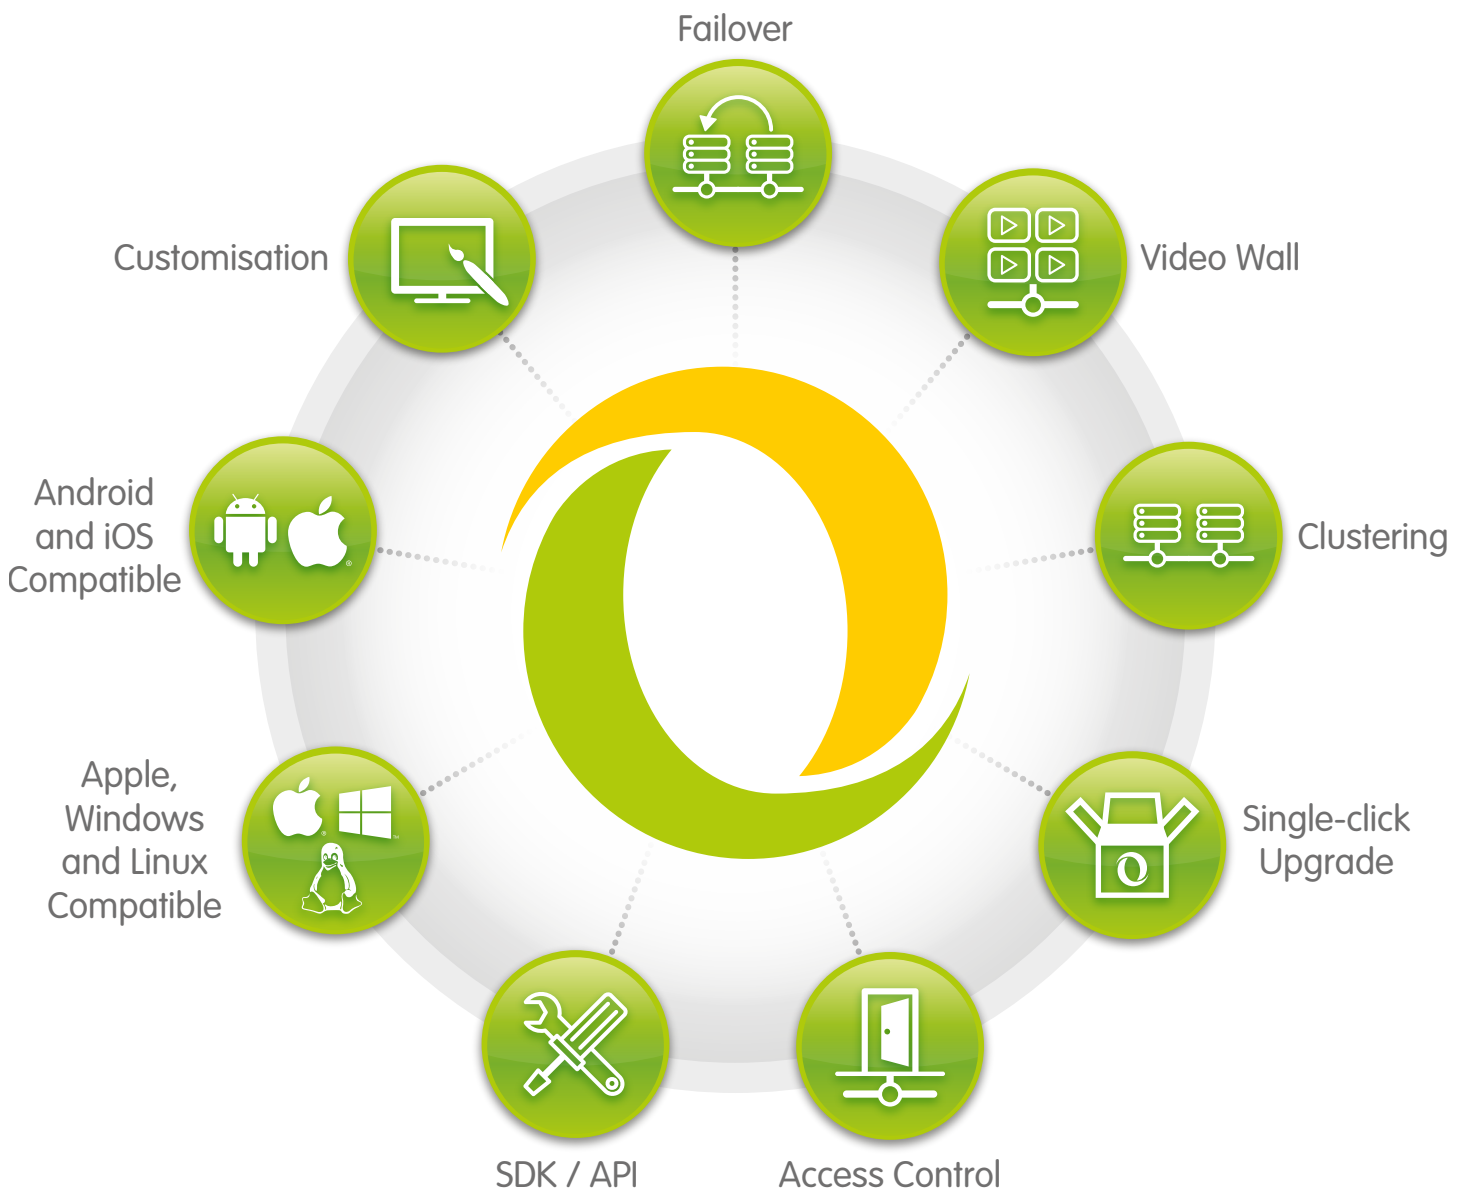 Failover
Customisation
Video Wall
Android
and iOS
Compatible
Clustering
Apple,
Windows
and Linux
Compatible
Single-click
Upgrade
SDK / API
Access Control